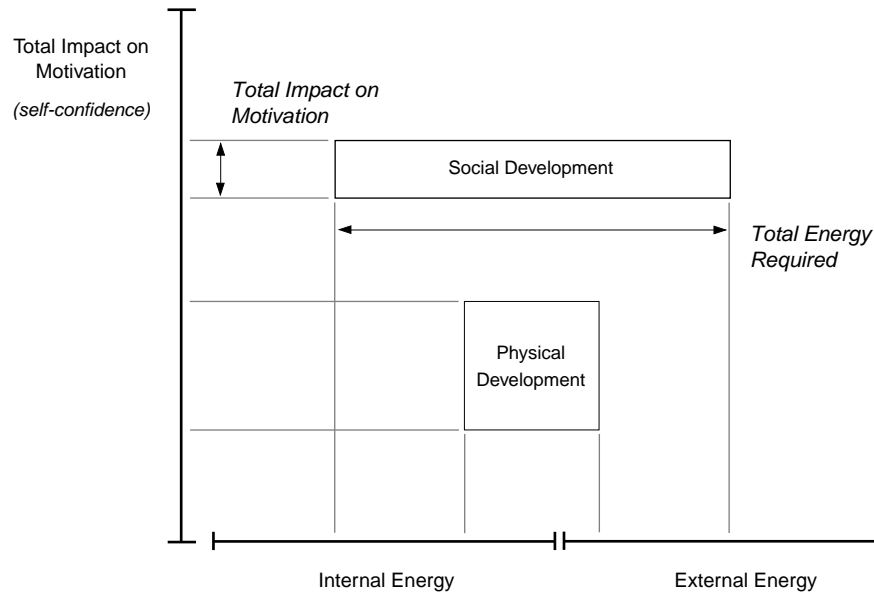 Total Impact on
Motivation
(self-confidence)
Total Impact on
Motivation
Social Development
Total Energy
Required
Physical
Development
Internal Energy
External Energy